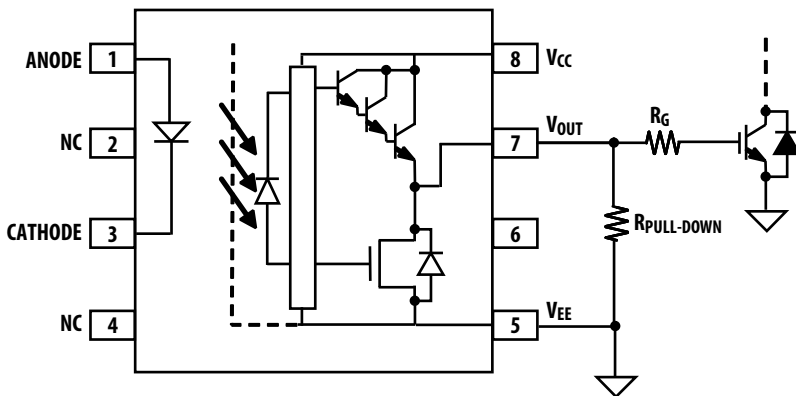 ANODE 1
8 VCC
RG
NC 2
VOUT
7
CATHODE 3
6
RPULL-DOWN
NC 4
5 VEE